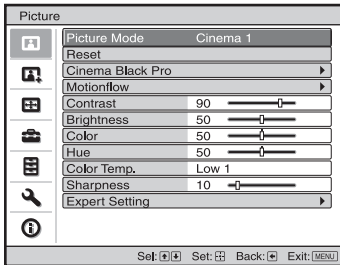 Picture
Picture Mode Cinema 1
Reset
Cinema Black Pro
Motionflow
Contrast 90
Brightness 50
Color 50
Hue 50
Color Temp. Low 1
Sharpness 10
Expert Setting
Sel: Set: Back: Exit: MENU